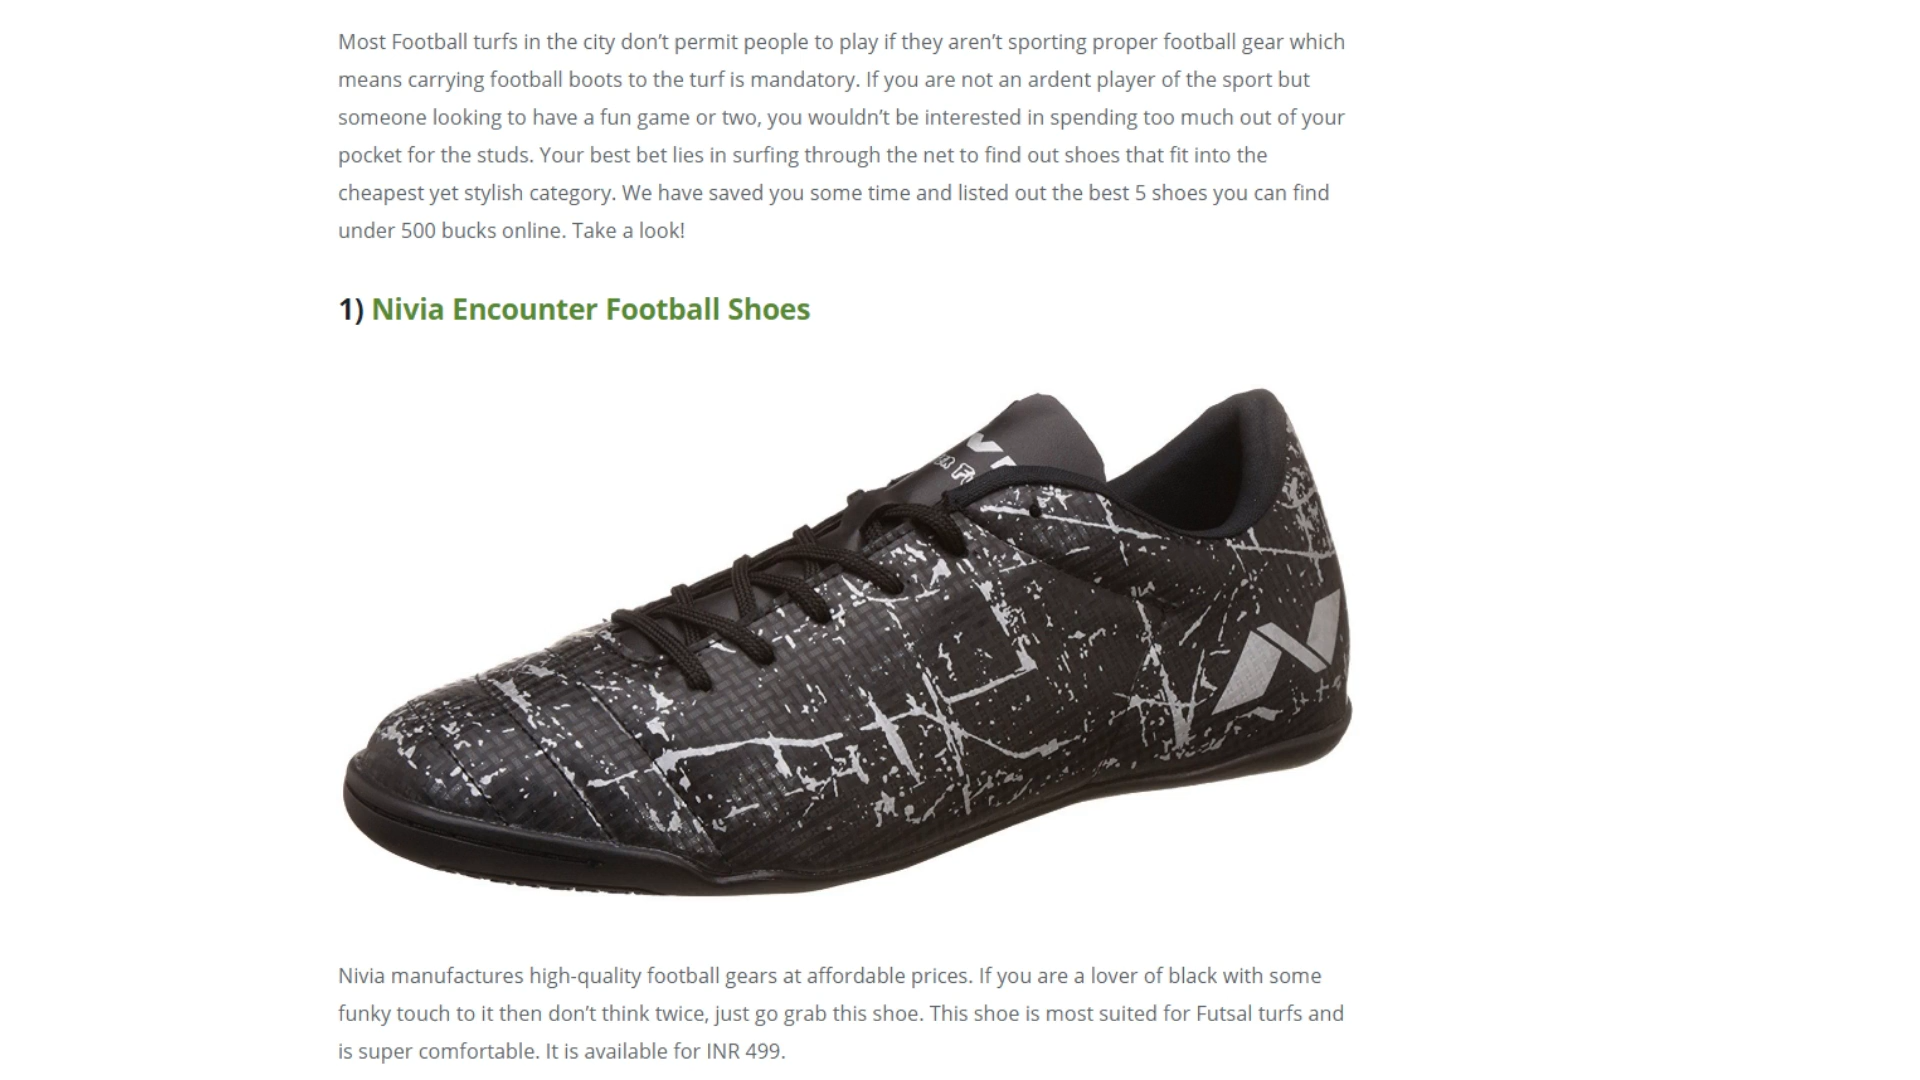 Most Football turfs in the city don’t permit people to play if they aren’t sporting proper football gear which
means carrying football boots to the turf is mandatory. If you are not an ardent player of the sport but
someone looking to have a fun game or two, you wouldn’t be interested in spending too much out of your
pocket for the studs. Your best bet lies in surfing through the net to find out shoes that fit into the
cheapest yet stylish category. We have saved you some time and listed out the best 5 shoes you can find
under 500 bucks online. Take a look!
1) Nivia Encounter Football Shoes
Nivia manufactures high-quality football gears at affordable prices. If you are a lover of black with some
funky touch to it then don’t think twice, just go grab this shoe. This shoe is most suited for Futsal turfs and
is super comfortable. It is available for INR 499.